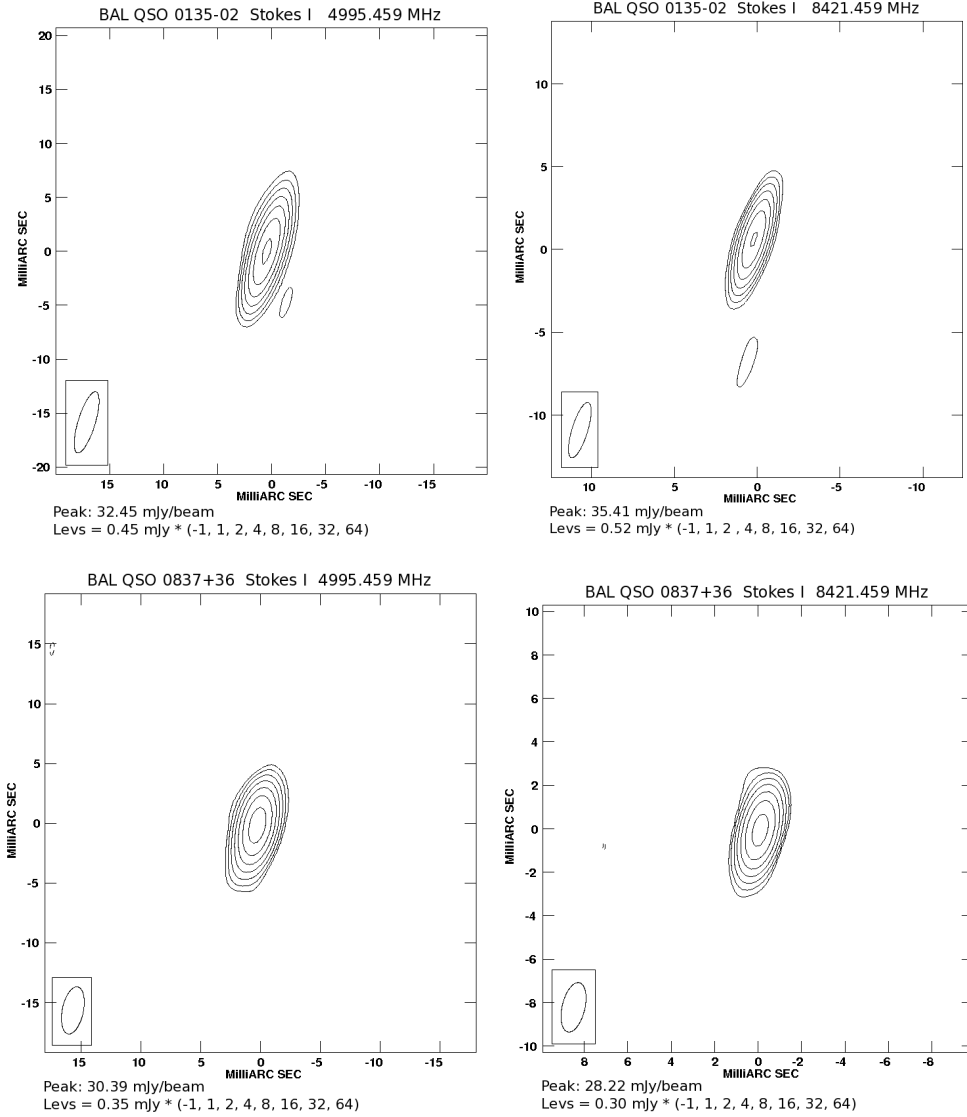 BAL QSO 0135-02 Stokes I 4995.459 MHz
20
15
10
5
0
-5
-10
-15
-20
MilliARC SEC
15 10 5 0 -5 -10 -15
MilliARC SEC
Peak: 32.45 mJy/beam
Levs = 0.45 mJy * (-1, 1, 2, 4, 8, 16, 32, 64)
BAL QSO 0135-02 Stokes I 8421.459 MHz
10
5
0
-5
-10
MilliARC SEC
10 5 0 -5 -10
MilliARC SEC
Peak: 35.41 mJy/beam
Levs = 0.52 mJy * (-1, 1, 2 , 4, 8, 16, 32, 64)
BAL QSO 0837+36 Stokes I 4995.459 MHz
15
10
5
0
-5
-10
-15
MilliARC SEC
15 10 5 0 -5 -10 -15
MilliARC SEC
Peak: 30.39 mJy/beam
Levs = 0.35 mJy * (-1, 1, 2, 4, 8, 16, 32, 64)
BAL QSO 0837+36 Stokes I 8421.459 MHz
10
8
6
4
2
0
-2
-4
-6
-8
-10
MilliARC SEC
8 6 4 2 0 -2 -4 -6 -8
MilliARC SEC
Peak: 28.22 mJy/beam
Levs = 0.30 mJy * (-1, 1, 2, 4, 8, 16, 32, 64)